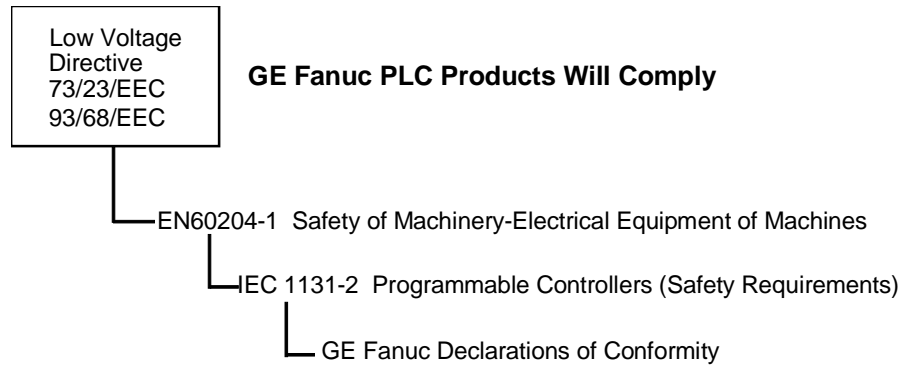 Low Voltage
Directive
73/23/EEC
93/68/EEC
GE Fanuc PLC Products Will Comply
EN60204-1 Safety of Machinery-Electrical Equipment of Machines
IEC 1131-2 Programmable Controllers (Safety Requirements)
GE Fanuc Declarations of Conformity